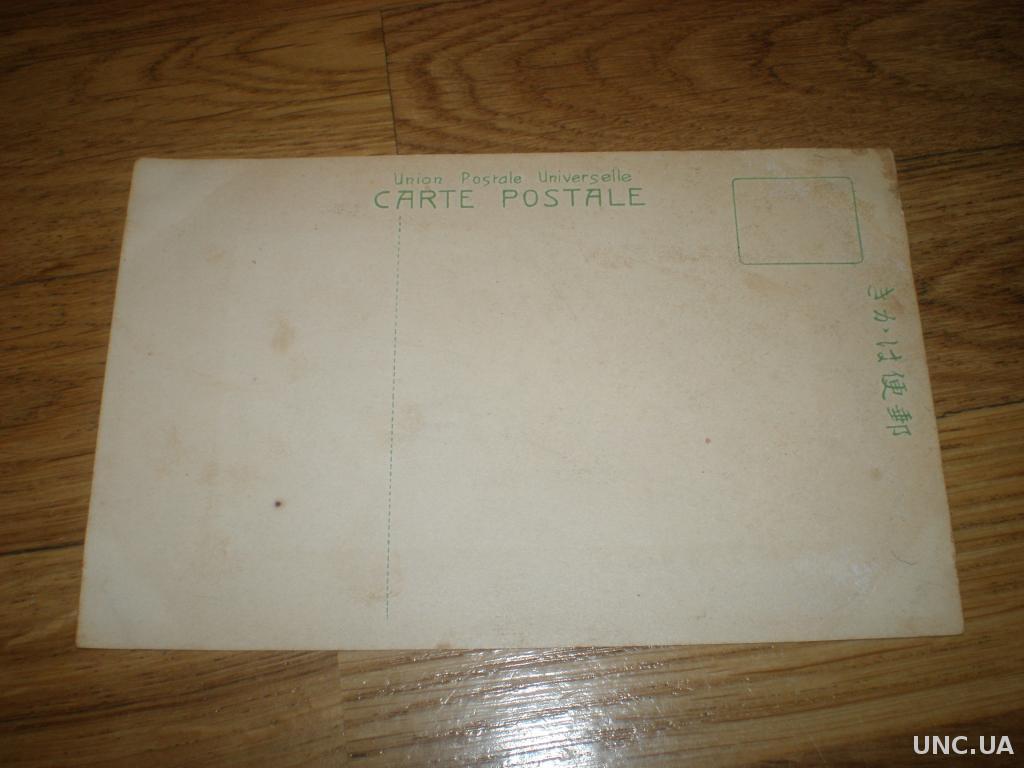 Union Postale Universelle
CARTE POSTALE
きかは便郵
UNC.UA